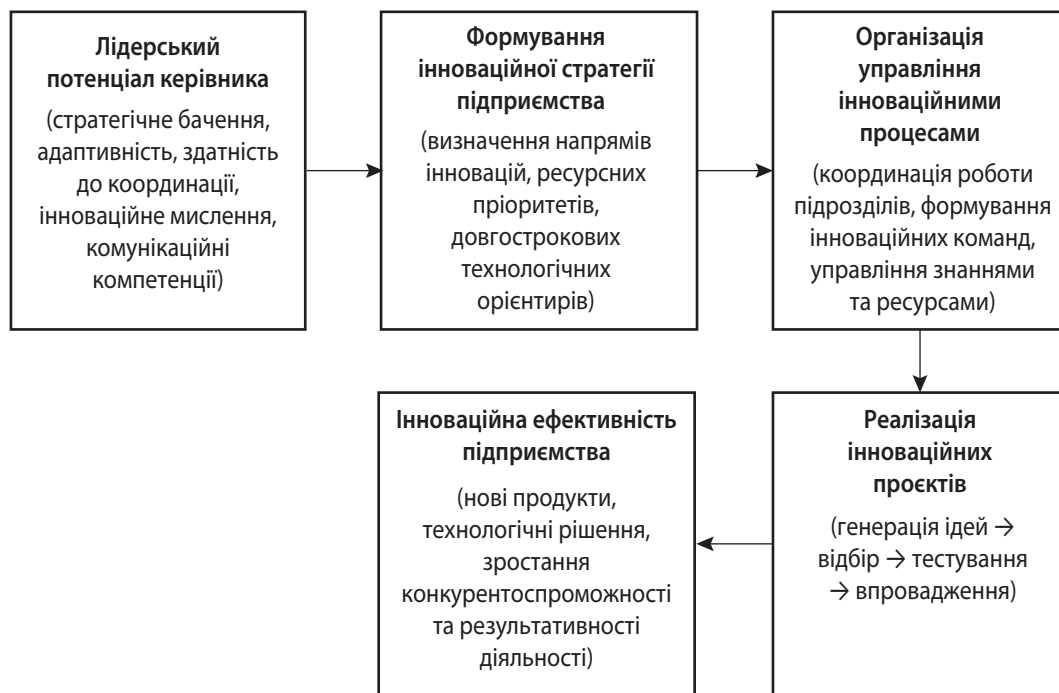 Лідерський
потенціал керівника
(стратегічне бачення,
адаптивність, здатність
до координації,
інноваційне мислення,
комунікаційні
компетенції)
Формування
інноваційної стратегії
підприємства
(визначення напрямів
інновацій, ресурсних
пріоритетів,
довгострокових
технологічних
орієнтирів)
Організація
управління
інноваційними
процесами
(координація роботи
підрозділів, формування
інноваційних команд,
управління знаннями
та ресурсами)
Реалізація
інноваційних
проєктів
(генерація ідей →
відбір → тестування
→ впровадження)
Інноваційна ефективність
підприємства
(нові продукти,
технологічні рішення,
зростання
конкурентоспроможності
та результативності
діяльності)